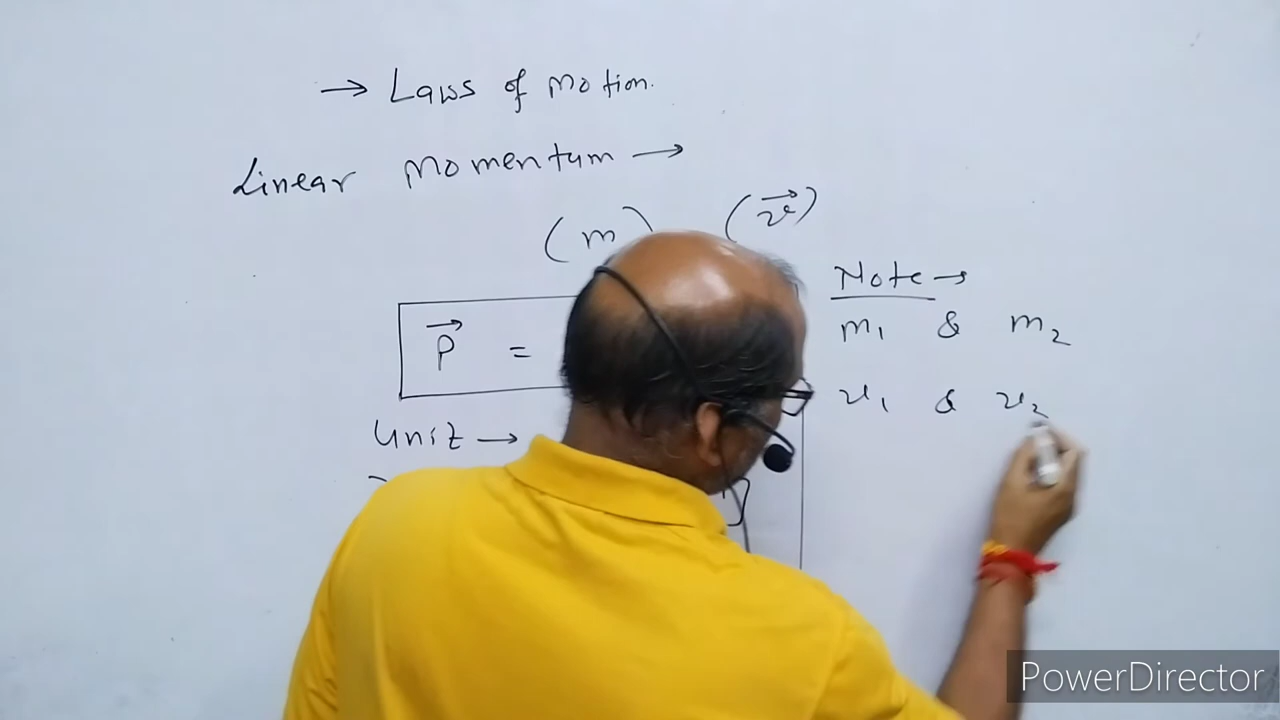 → Laws of motion.
Linear Momentum →
(m) (v⃗)
P⃗ =
Unit →
Note →
m₁ & m₂
v₁ & v₂
PowerDirector